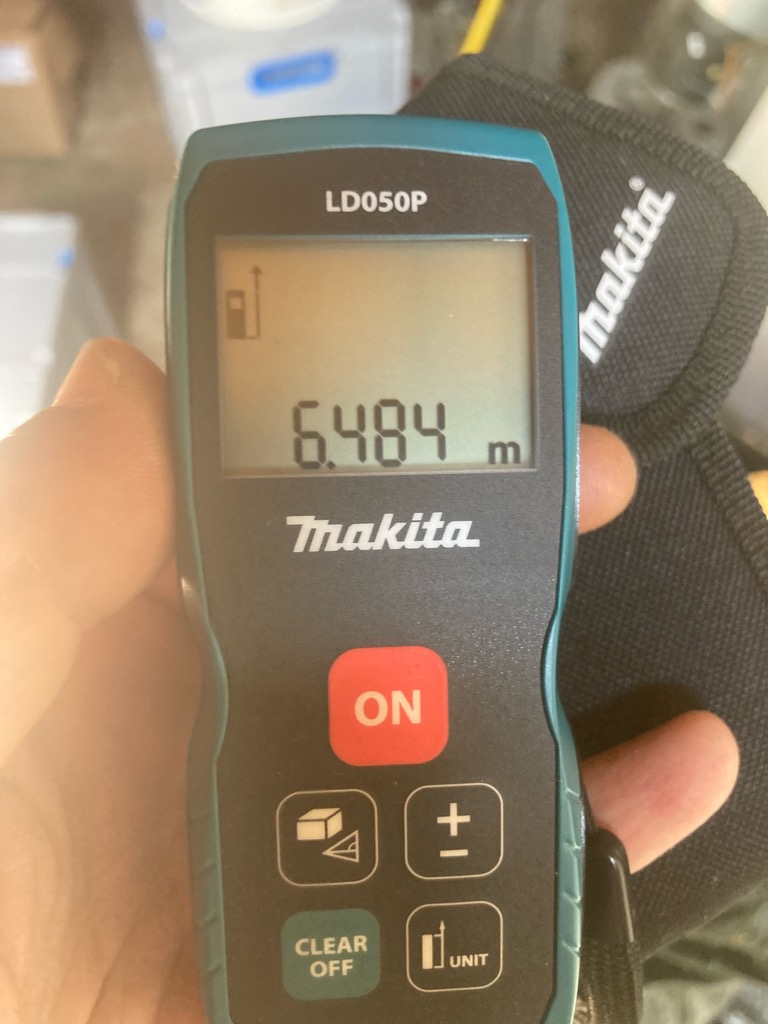 LD050P
makita®
6.484 m
makita
ON
+
−
CLEAR
OFF
UNIT